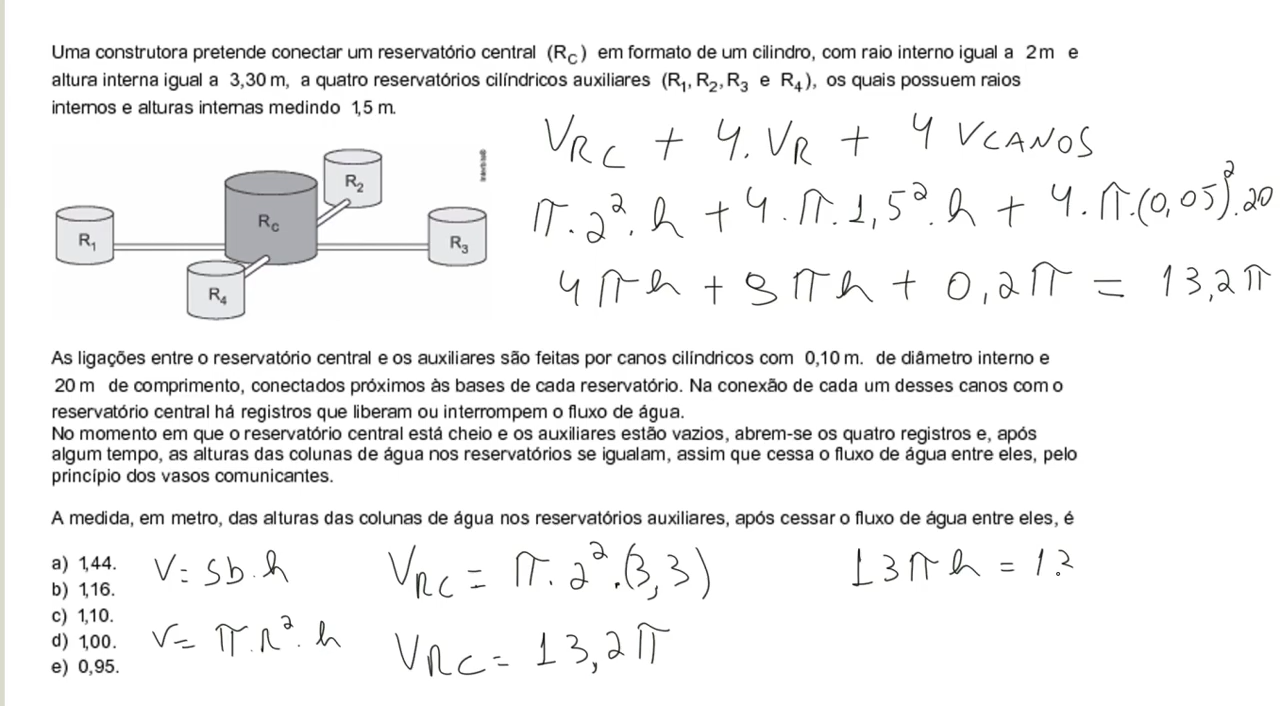 Uma construtora pretende conectar um reservatório central (R_C) em formato de um cilindro, com raio interno igual a 2m e
altura interna igual a 3,30 m, a quatro reservatórios cilíndricos auxiliares (R₁, R₂, R₃ e R₄), os quais possuem raios
internos e alturas internas medindo 1,5 m.
V_RC + 4. V_R + 4 VCANOS
π. 2². h + 4. π. 1,5². h + 4. π.(0,05)². 20
4πh + 9πh + 0,2π = 13,2π
R₁
R₂
R_C
R₃
R₄
As ligações entre o reservatório central e os auxiliares são feitas por canos cilíndricos com 0,10 m. de diâmetro interno e
20 m de comprimento, conectados próximos às bases de cada reservatório. Na conexão de cada um desses canos com o
reservatório central há registros que liberam ou interrompem o fluxo de água.
No momento em que o reservatório central está cheio e os auxiliares estão vazios, abrem-se os quatro registros e, após
algum tempo, as alturas das colunas de água nos reservatórios se igualam, assim que cessa o fluxo de água entre eles, pelo
princípio dos vasos comunicantes.
A medida, em metro, das alturas das colunas de água nos reservatórios auxiliares, após cessar o fluxo de água entre eles, é
a) 1,44.
b) 1,16.
c) 1,10.
d) 1,00.
e) 0,95.
V = Sb. h
V = π. R². h
V_RC = π. 2². (3,3)
V_RC = 13,2π
13πh =